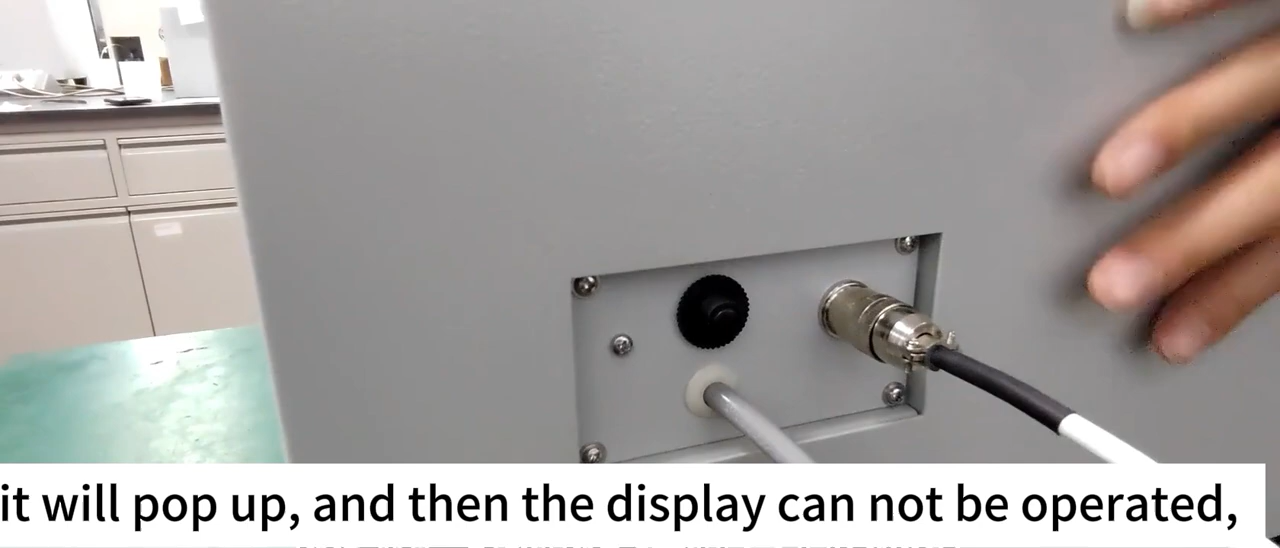 it will pop up, and then the display can not be operated,